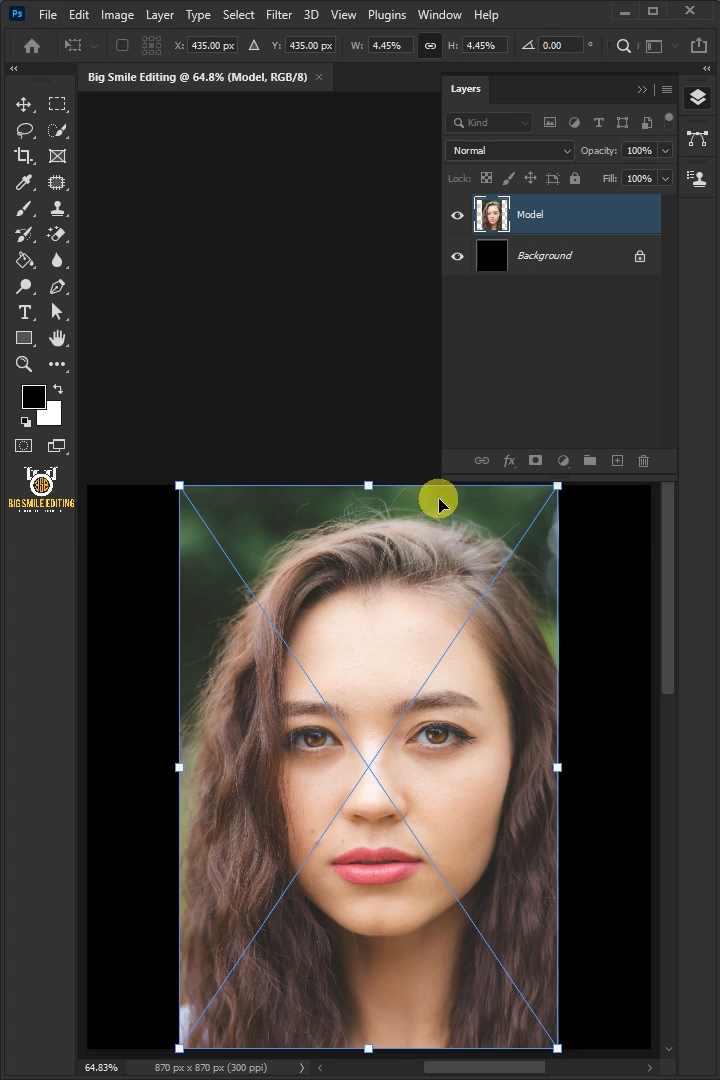 Ps File Edit Image Layer Type Select Filter 3D View Plugins Window Help
X: 435.00 px Y: 435.00 px W: 4.45% H: 4.45% 0.00 °
Big Smile Editing @ 64.8% (Model, RGB/8) ×
Layers
Kind
Normal Opacity: 100%
Lock: Fill: 100%
Model
Background
BIG SMILE EDITING
64.83% 870 px x 870 px (300 ppi)